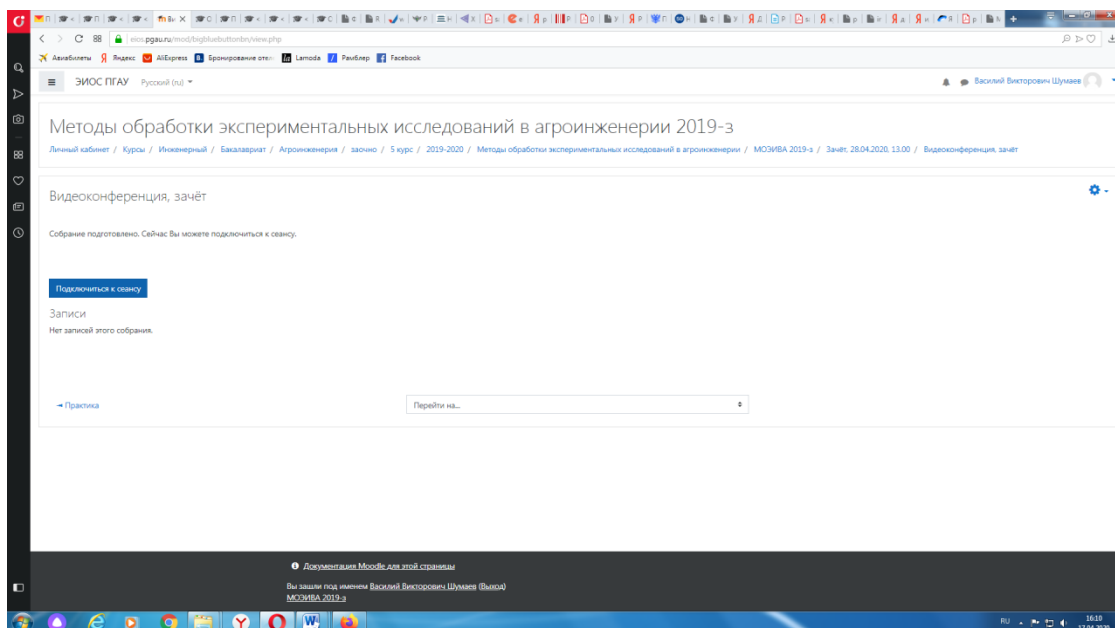 eios.pgau.ru/mod/bigbluebuttonbn/view.php
Авиабилеты Яндекс AliExpress Бронирование отел Lamoda Рамблер Facebook
ЭИОС ПГАУ Русский (ru) Василий Викторович Шумаев
Методы обработки экспериментальных исследований в агроинженерии 2019-з
Личный кабинет / Курсы / Инженерный / Бакалавриат / Агроинженерия / заочно / 5 курс / 2019-2020 / Методы обработки экспериментальных исследований в агроинженерии / МОЭИВА 2019-з / Зачёт, 28.04.2020, 13.00 / Видеоконференция, зачёт
Видеоконференция, зачёт
Собрание подготовлено. Сейчас Вы можете подключиться к сеансу.
Подключиться к сеансу
Записи
Нет записей этого собрания.
→ Практика Перейти на...
Документация Moodle для этой страницы
Вы зашли под именем Василий Викторович Шумаев (Выход)
МОЭИВА 2019-з
RU 16:10
17.04.2020